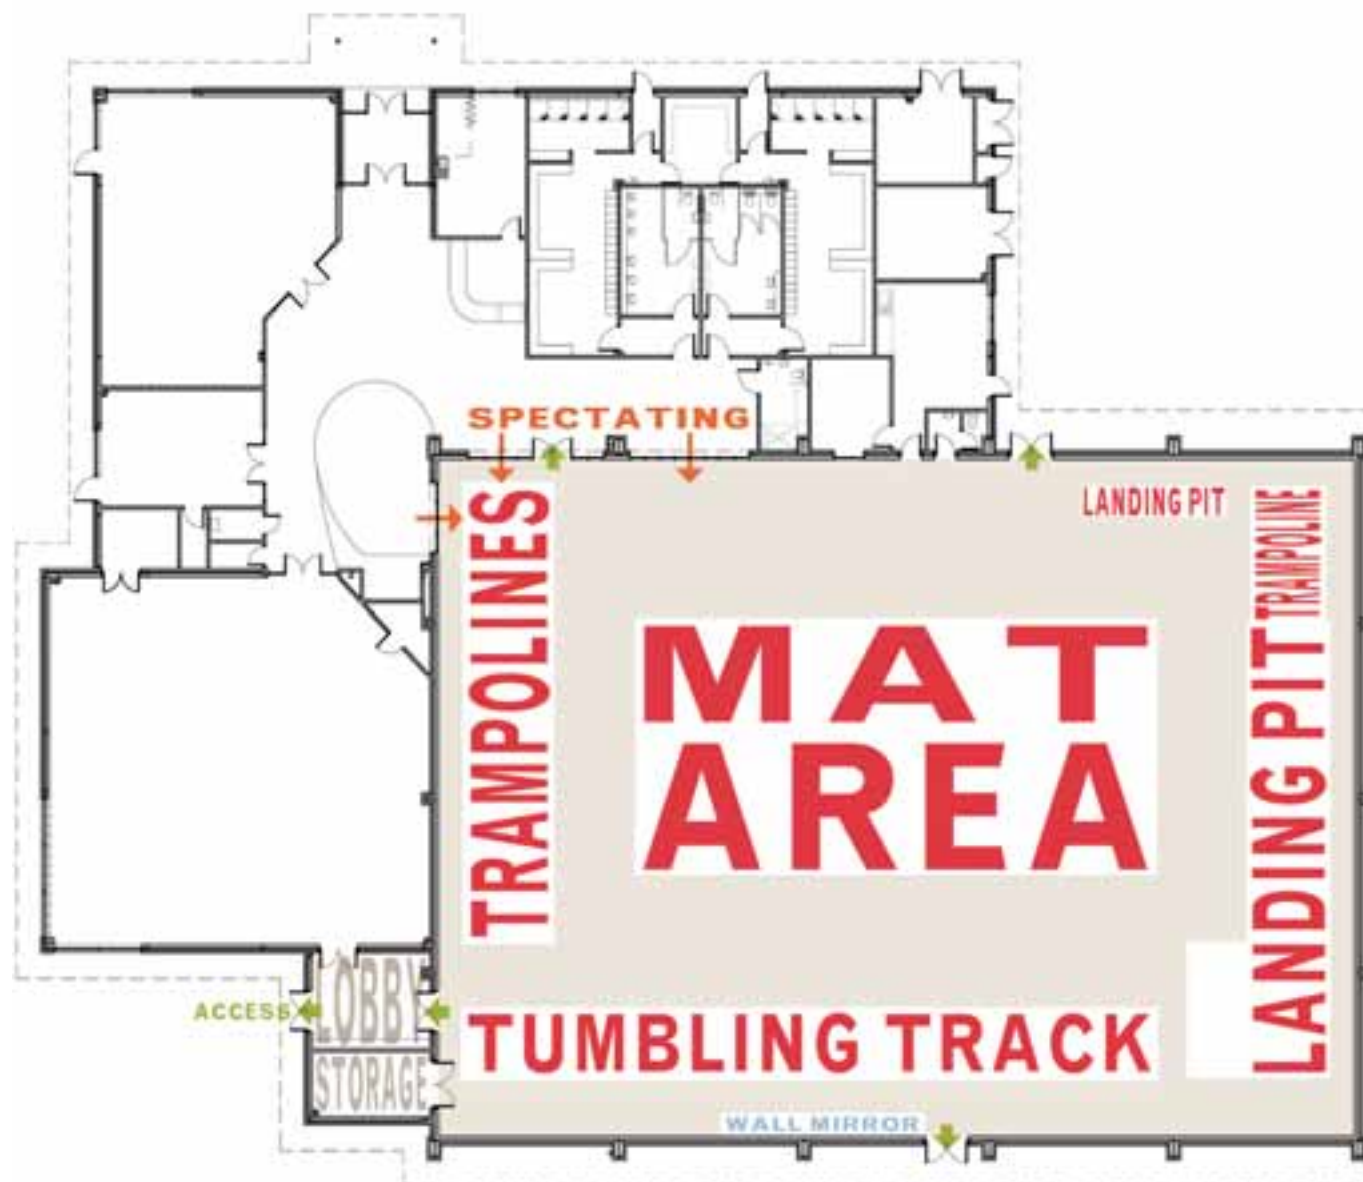 SPECTATING
TRAMPOLINES
LANDING PIT
TRAMPOLINE
MAT
AREA
LANDING PIT
LOBBY
ACCESS
STORAGE
TUMBLING TRACK
WALL MIRROR